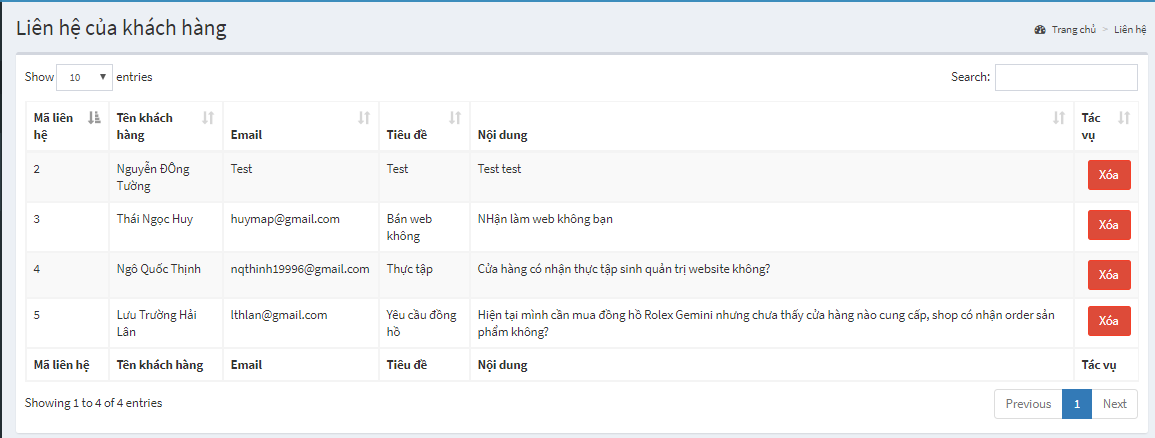 Liên hệ của khách hàng
Trang chủ > Liên hệ
Show 10 entries
Search:
Mã liên hệ Tên khách hàng Email Tiêu đề Nội dung Tác vụ
2 Nguyễn ĐÔng Tường Test Test Test test Xóa
3 Thái Ngọc Huy huymap@gmail.com Bán web không NHận làm web không bạn Xóa
4 Ngô Quốc Thịnh nqthinh19996@gmail.com Thực tập Cửa hàng có nhận thực tập sinh quản trị website không? Xóa
5 Lưu Trường Hải Lân lthlan@gmail.com Yêu cầu đồng hồ Hiện tại mình cần mua đồng hồ Rolex Gemini nhưng chưa thấy cửa hàng nào cung cấp, shop có nhận order sản phẩm không? Xóa
Mã liên hệ Tên khách hàng Email Tiêu đề Nội dung Tác vụ
Showing 1 to 4 of 4 entries
Previous 1 Next